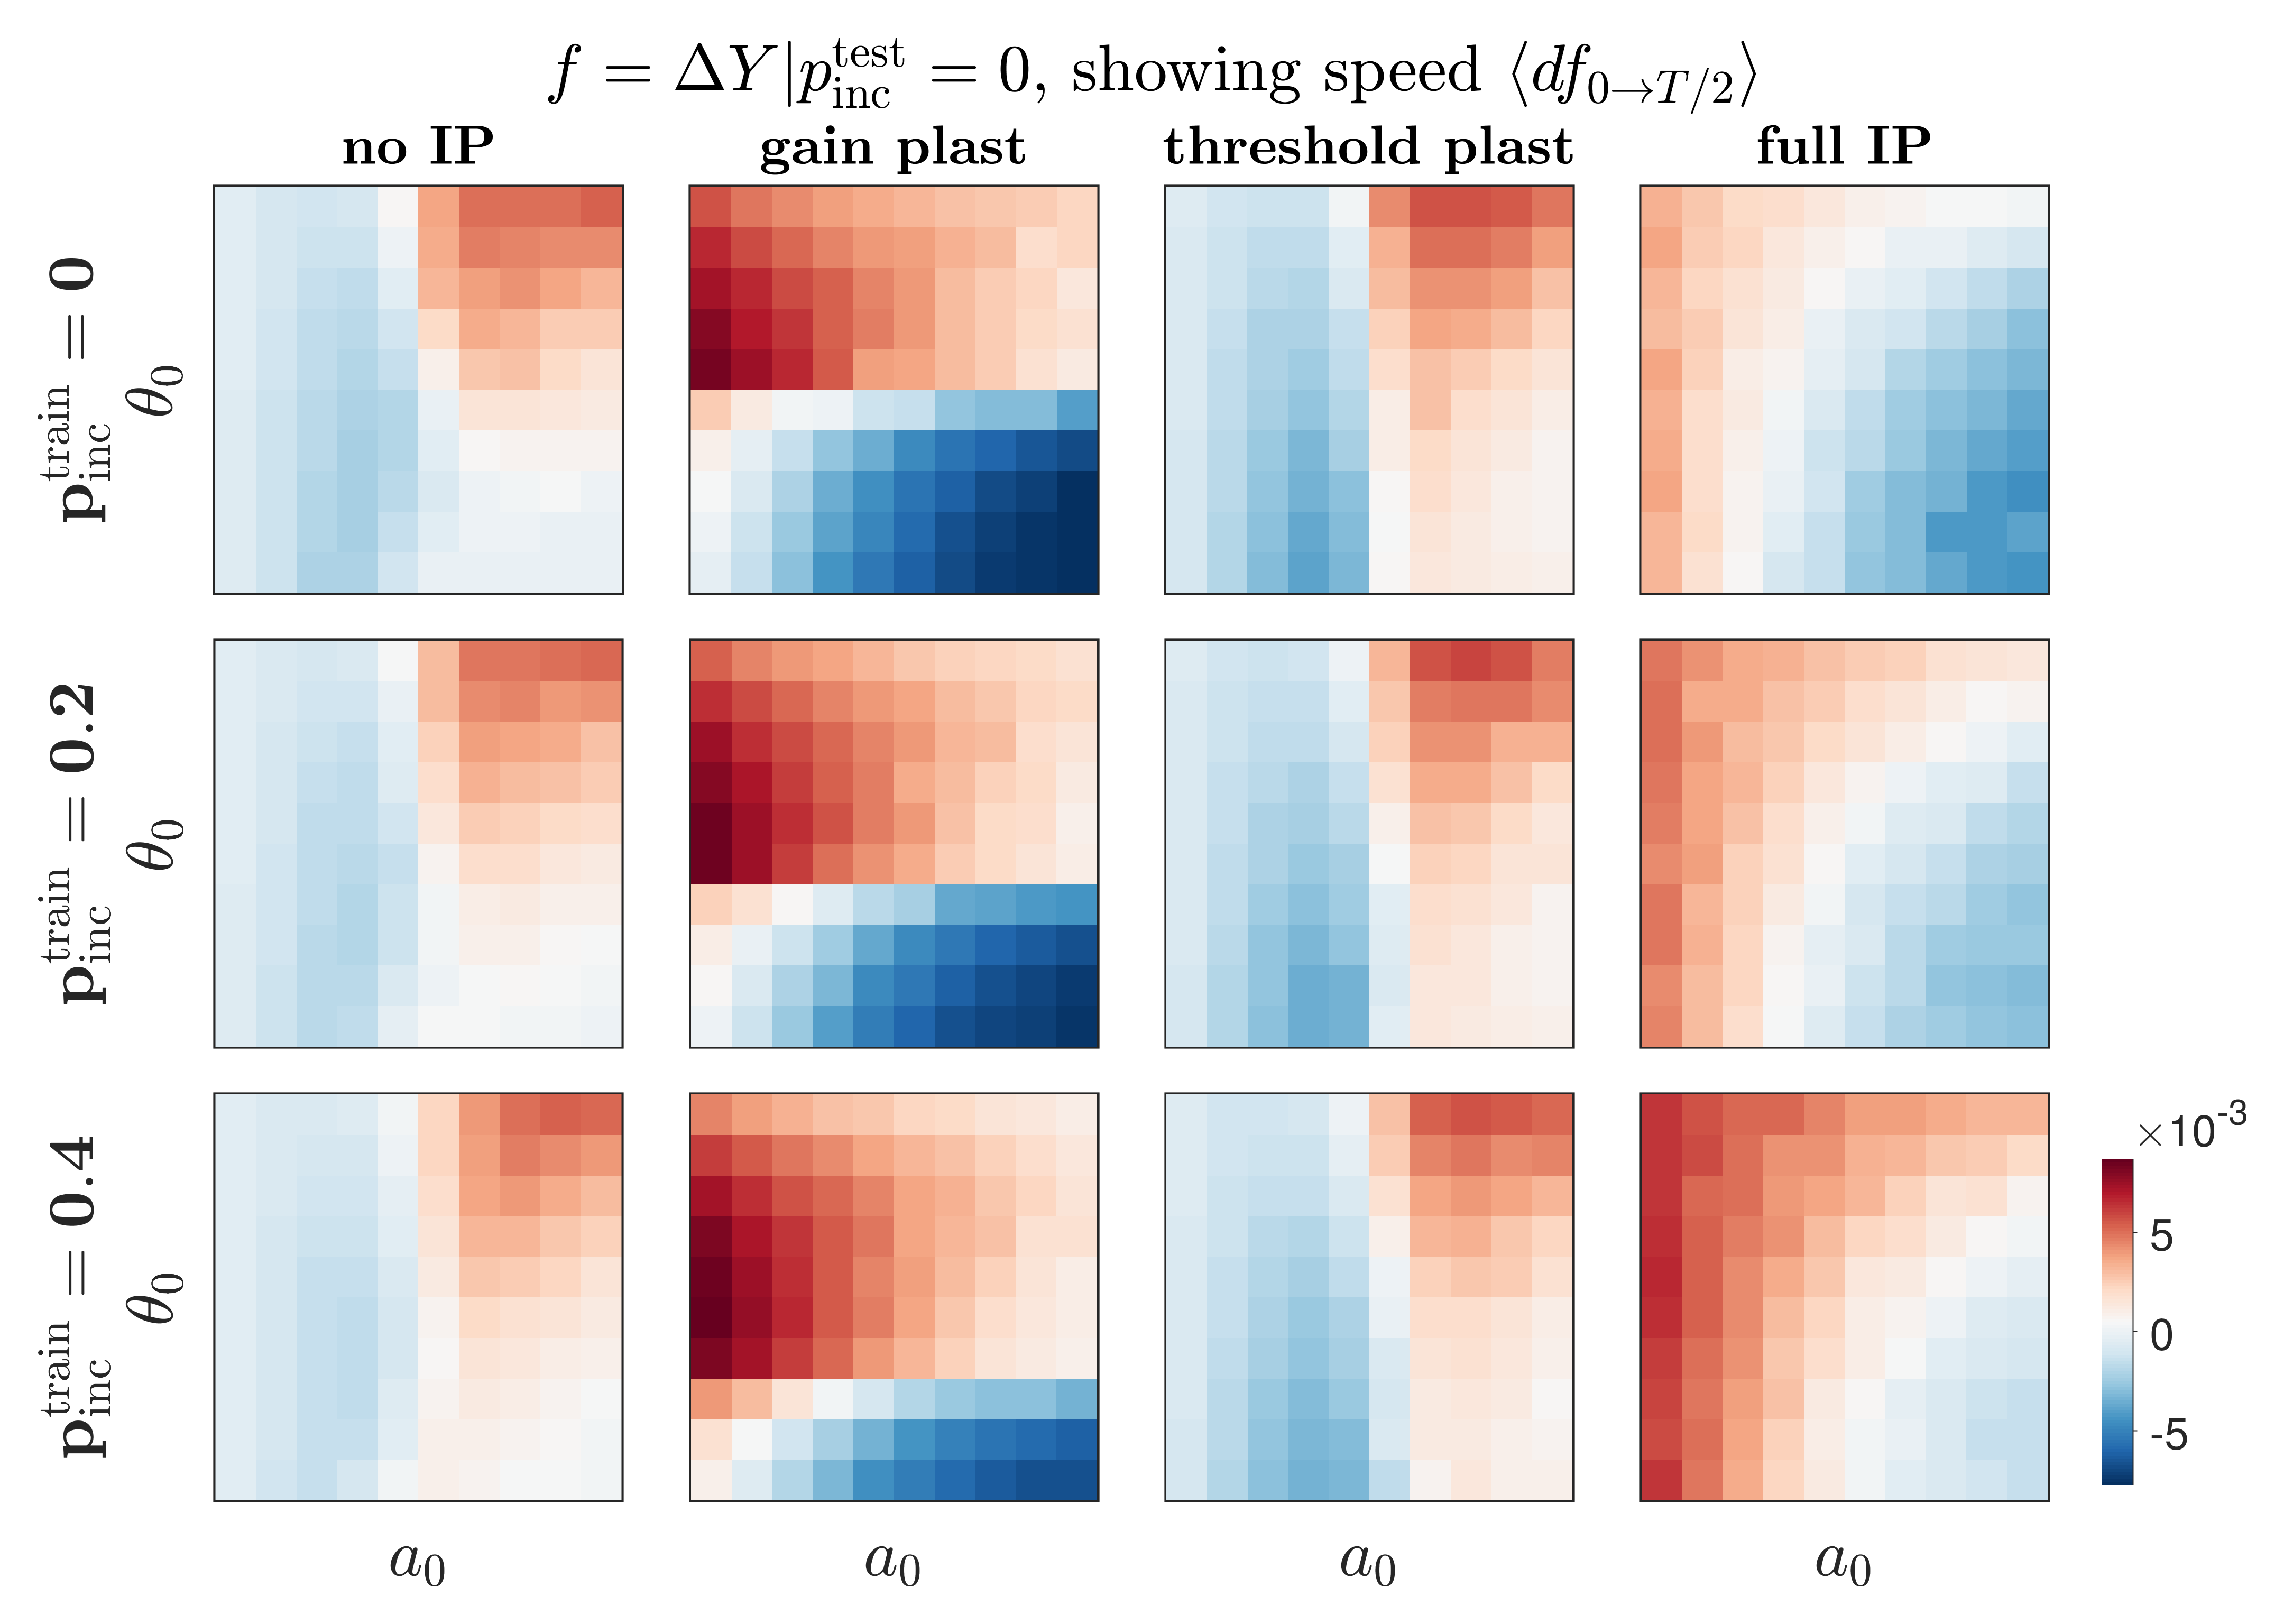 f = ΔY|p_inc^test = 0, showing speed ⟨df_{0→T/2}⟩
no IP gain plast threshold plast full IP
p_inc^train = 0
θ_0
p_inc^train = 0.2
θ_0
p_inc^train = 0.4
θ_0
×10^-3
5
0
-5
a_0 a_0 a_0 a_0